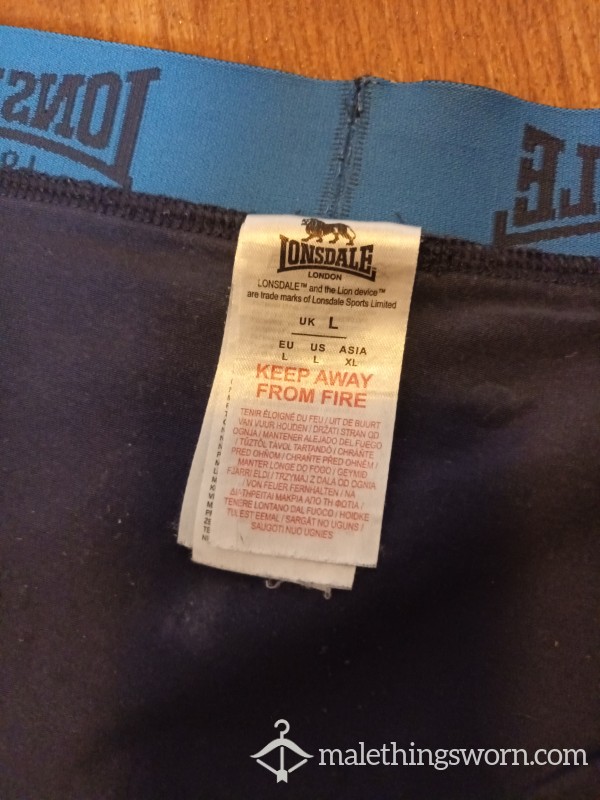 LONSDALE
LONDON
LONSDALE™ and the Lion device™
are trade marks of Lonsdale Sports Limited
UK L
EU US ASIA
L L XL
KEEP AWAY
FROM FIRE
TENIR ÉLOIGNÉ DU FEU / UIT DE BUURT
VAN VUUR HOUDEN / DRŽATI STRAN OD
OGNJA / MANTENER ALEJADO DEL FUEGO
/ TŰZTŐL TÁVOL TARTANDÓ / CHRÁŇTE
PRED OHŇOM / CHRAŇTE PŘED OHNĚM /
MANTER LONGE DO FOGO / GEYMIÐ
FJARRI ELDI / TRZYMAJ Z DALA OD OGNIA
/ VON FEUER FERNHALTEN / ΝΑ
ΔΙΑΤΗΡΕΙΤΑΙ ΜΑΚΡΙΑ ΑΠΟ ΤΗ ΦΩΤΙΑ /
TENERE LONTANO DAL FUOCO / HOIDKE
TULEST EEMAL / SARGĀT NO UGUNS /
SAUGOTI NUO UGNIES
malethingsworn.com